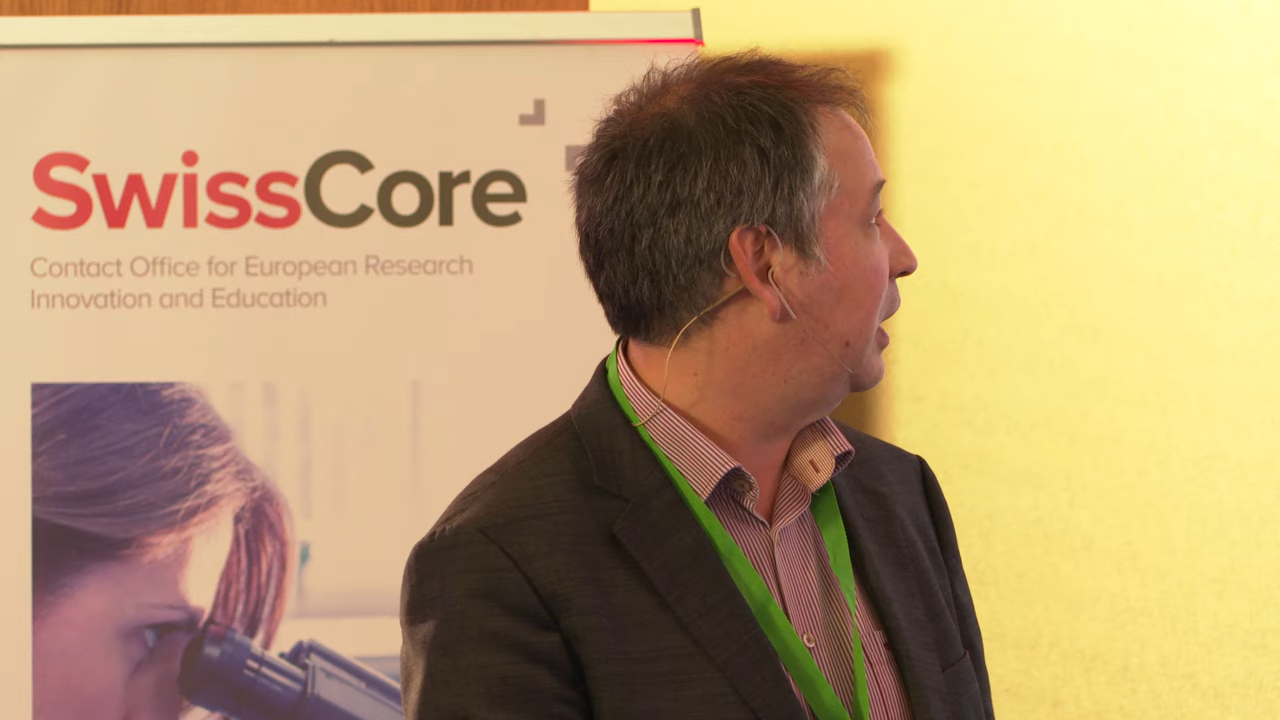 SwissCore
Contact Office for European Research
Innovation and Education